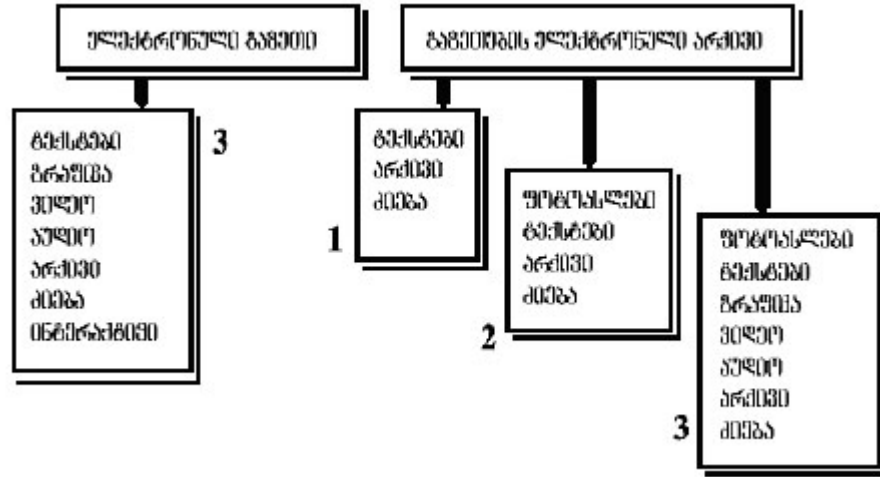 ელექტრონული გაზეთი
გაზეთების ელექტრონული არქივი
ტექსტები
გრაფიკა
ვიდეო
აუდიო
არქივი
ძიება
ინტერაქტივი
3
ტექსტები
არქივი
ძიება
1
ფოტოასლები
ტექსტები
არქივი
ძიება
2
ფოტოასლები
ტექსტები
გრაფიკა
ვიდეო
აუდიო
არქივი
ძიება
3